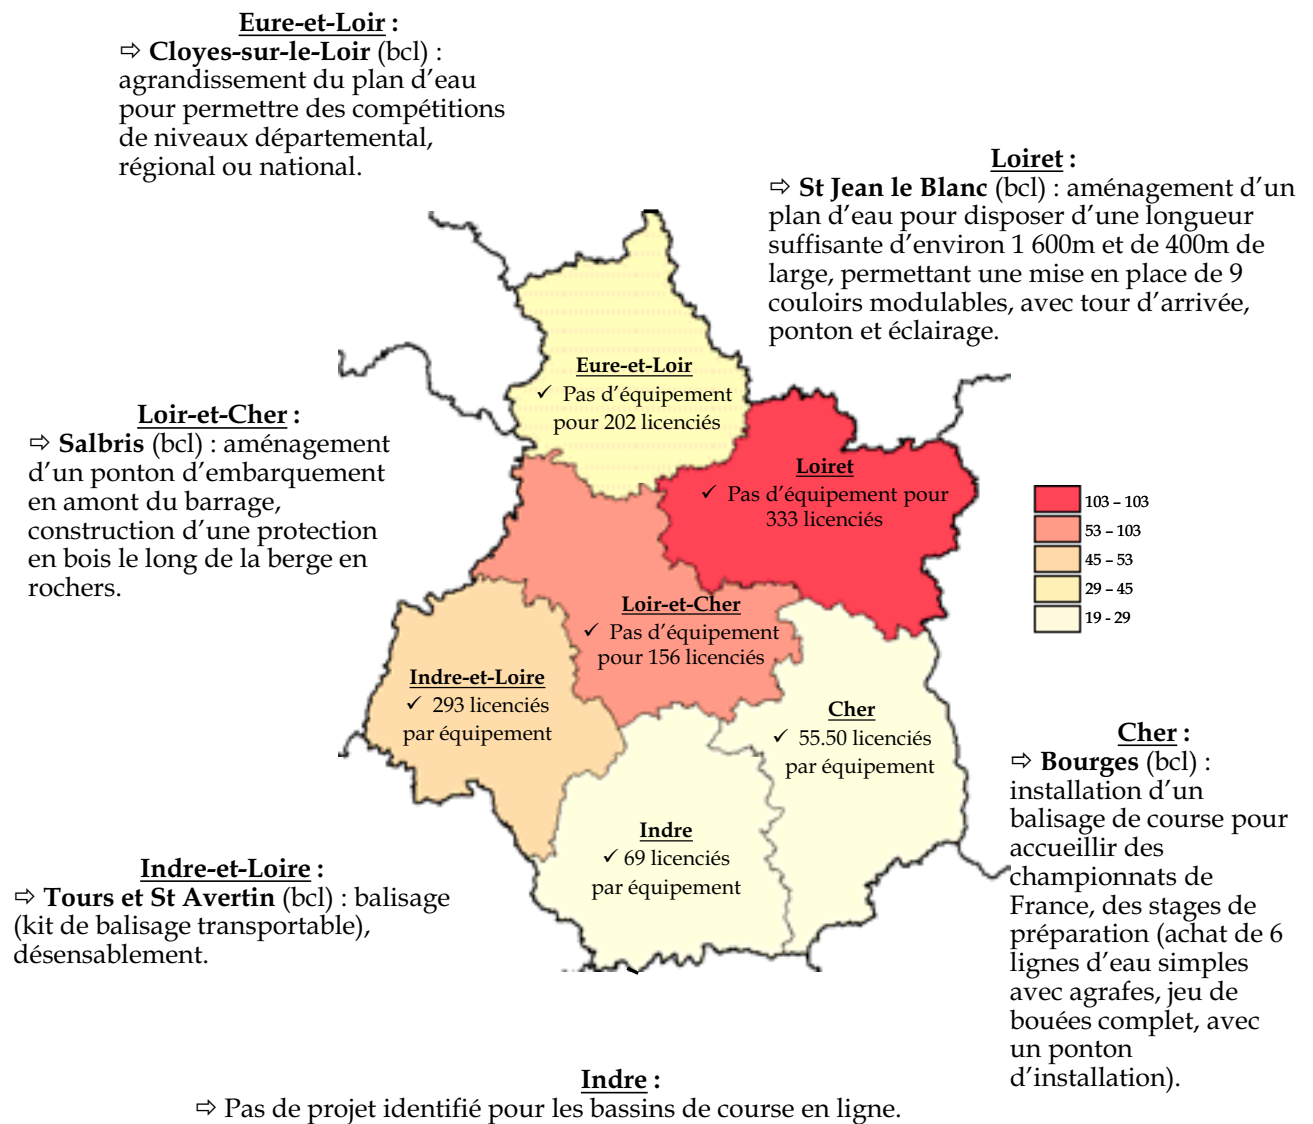 Eure-et-Loir :
⇨ Cloyes-sur-le-Loir (bcl) :
agrandissement du plan d’eau
pour permettre des compétitions
de niveaux départemental,
régional ou national.
Loiret :
⇨ St Jean le Blanc (bcl) : aménagement d’un
plan d’eau pour disposer d’une longueur
suffisante d’environ 1 600m et de 400m de
large, permettant une mise en place de 9
couloirs modulables, avec tour d’arrivée,
ponton et éclairage.
Eure-et-Loir
✓ Pas d’équipement
pour 202 licenciés
Loir-et-Cher :
⇨ Salbris (bcl) : aménagement
d’un ponton d’embarquement
en amont du barrage,
construction d’une protection
en bois le long de la berge en
rochers.
Loiret
✓ Pas d’équipement pour
333 licenciés
103 – 103
53 – 103
45 – 53
29 – 45
19 - 29
Loir-et-Cher
✓ Pas d’équipement
pour 156 licenciés
Indre-et-Loire
✓ 293 licenciés
par équipement
Cher
✓ 55.50 licenciés
par équipement
Indre
✓ 69 licenciés
par équipement
Cher :
⇨ Bourges (bcl) :
installation d’un
balisage de course pour
accueillir des
championnats de
France, des stages de
préparation (achat de 6
lignes d’eau simples
avec agrafes, jeu de
bouées complet, avec
un ponton
d’installation).
Indre-et-Loire :
⇨ Tours et St Avertin (bcl) : balisage
(kit de balisage transportable),
désensablement.
Indre :
⇨ Pas de projet identifié pour les bassins de course en ligne.